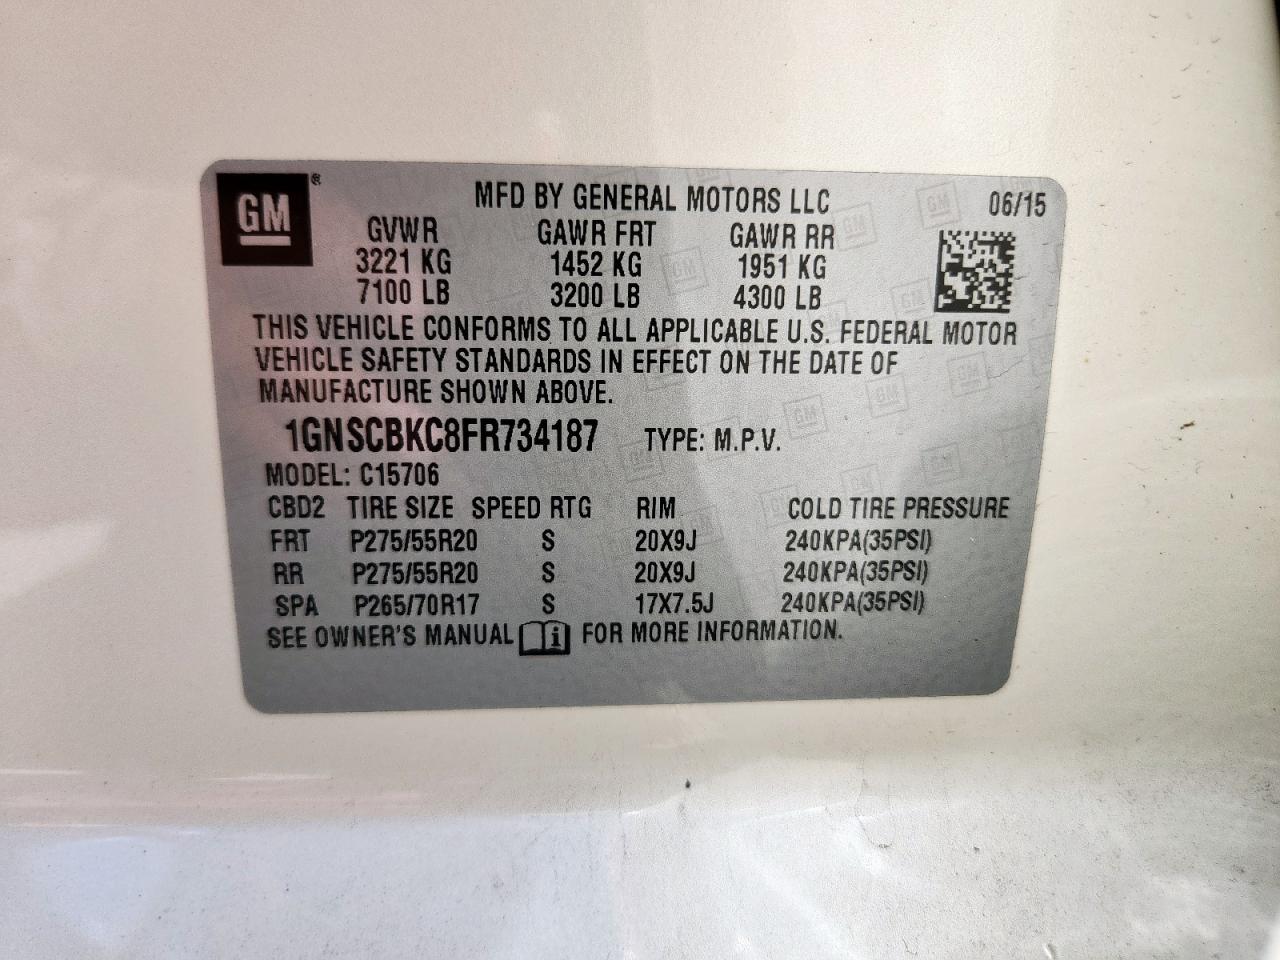 GM ®
MFD BY GENERAL MOTORS LLC 06/15
GVWR GAWR FRT GAWR RR
3221 KG 1452 KG 1951 KG
7100 LB 3200 LB 4300 LB
THIS VEHICLE CONFORMS TO ALL APPLICABLE U.S. FEDERAL MOTOR
VEHICLE SAFETY STANDARDS IN EFFECT ON THE DATE OF
MANUFACTURE SHOWN ABOVE.
1GNSCBKC8FR734187 TYPE: M.P.V.
MODEL: C15706
CBD2 TIRE SIZE SPEED RTG RIM COLD TIRE PRESSURE
FRT P275/55R20 S 20X9J 240KPA(35PSI)
RR P275/55R20 S 20X9J 240KPA(35PSI)
SPA P265/70R17 S 17X7.5J 240KPA(35PSI)
SEE OWNER'S MANUAL i FOR MORE INFORMATION.